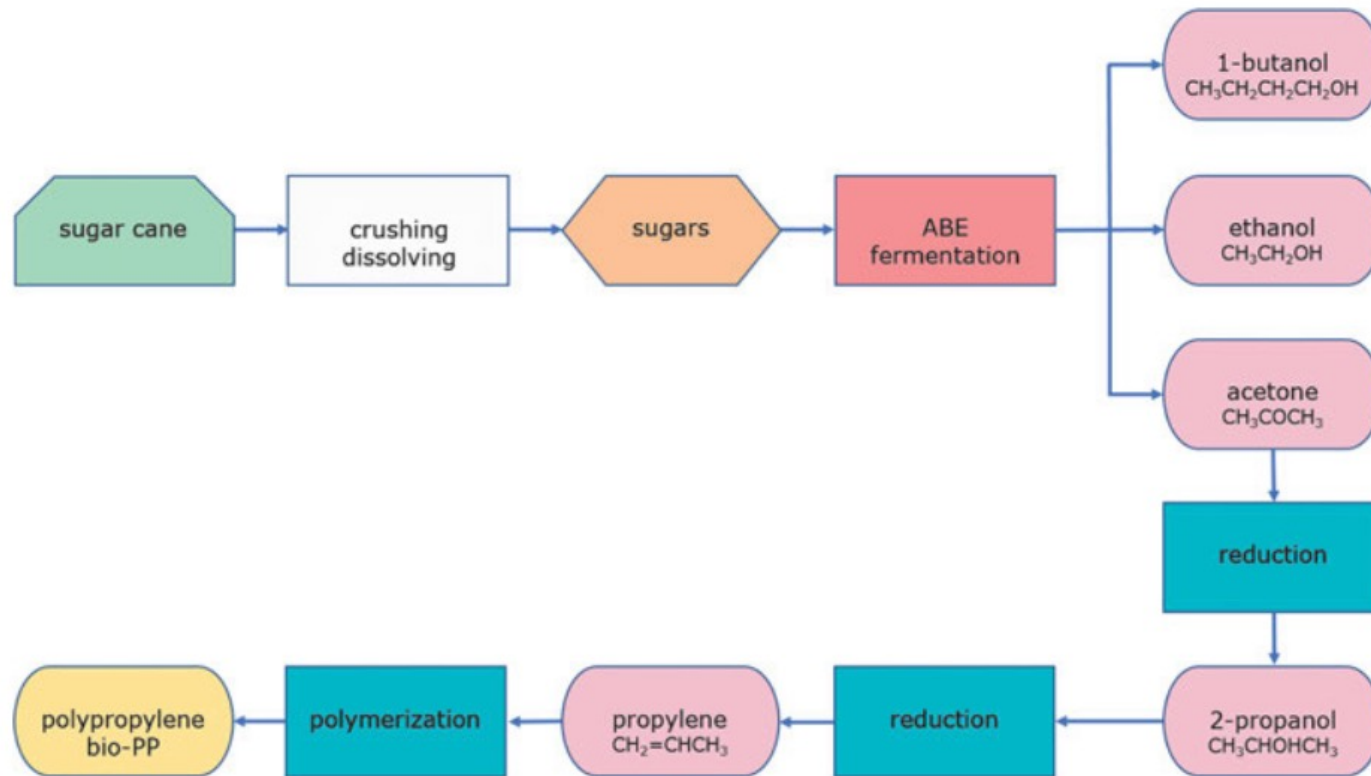 1-butanol
CH₃CH₂CH₂CH₂OH
sugar cane
crushing
dissolving
sugars
ABE
fermentation
ethanol
CH₃CH₂OH
acetone
CH₃COCH₃
reduction
polypropylene
bio-PP
polymerization
propylene
CH₂=CHCH₃
reduction
2-propanol
CH₃CHOHCH₃